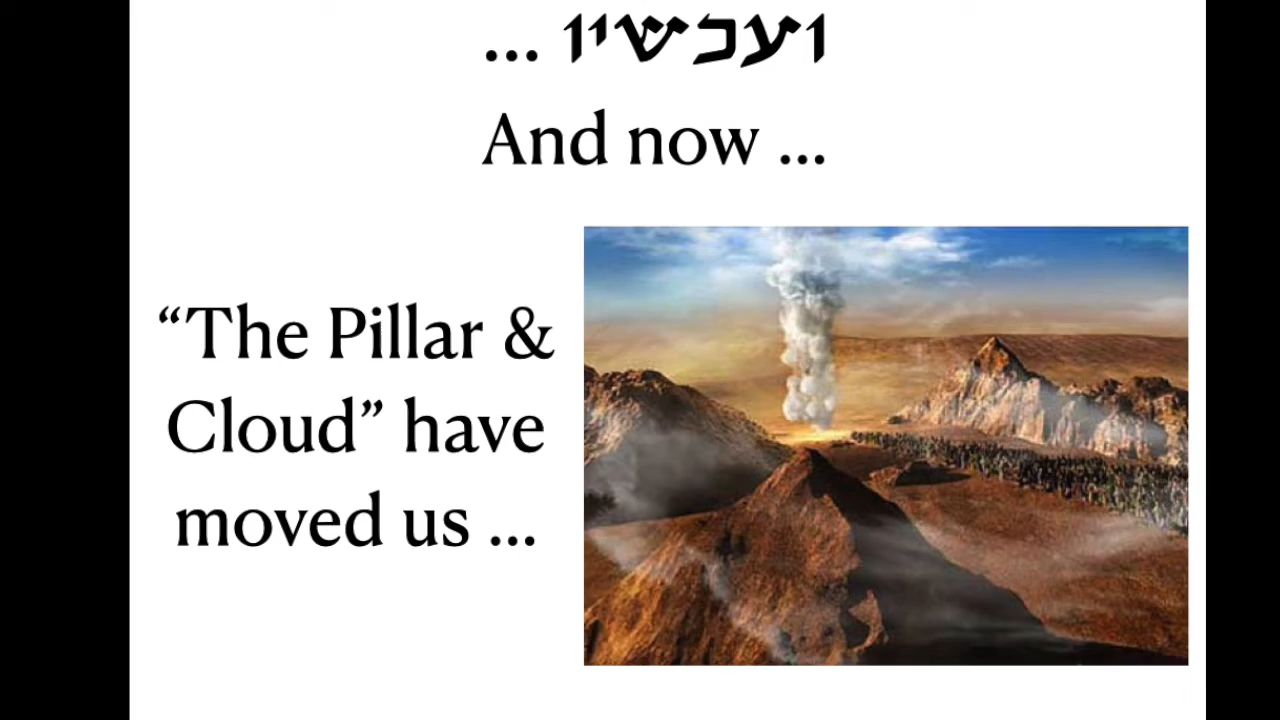 ועכשיו ...
And now ...
“The Pillar &
Cloud” have
moved us ...